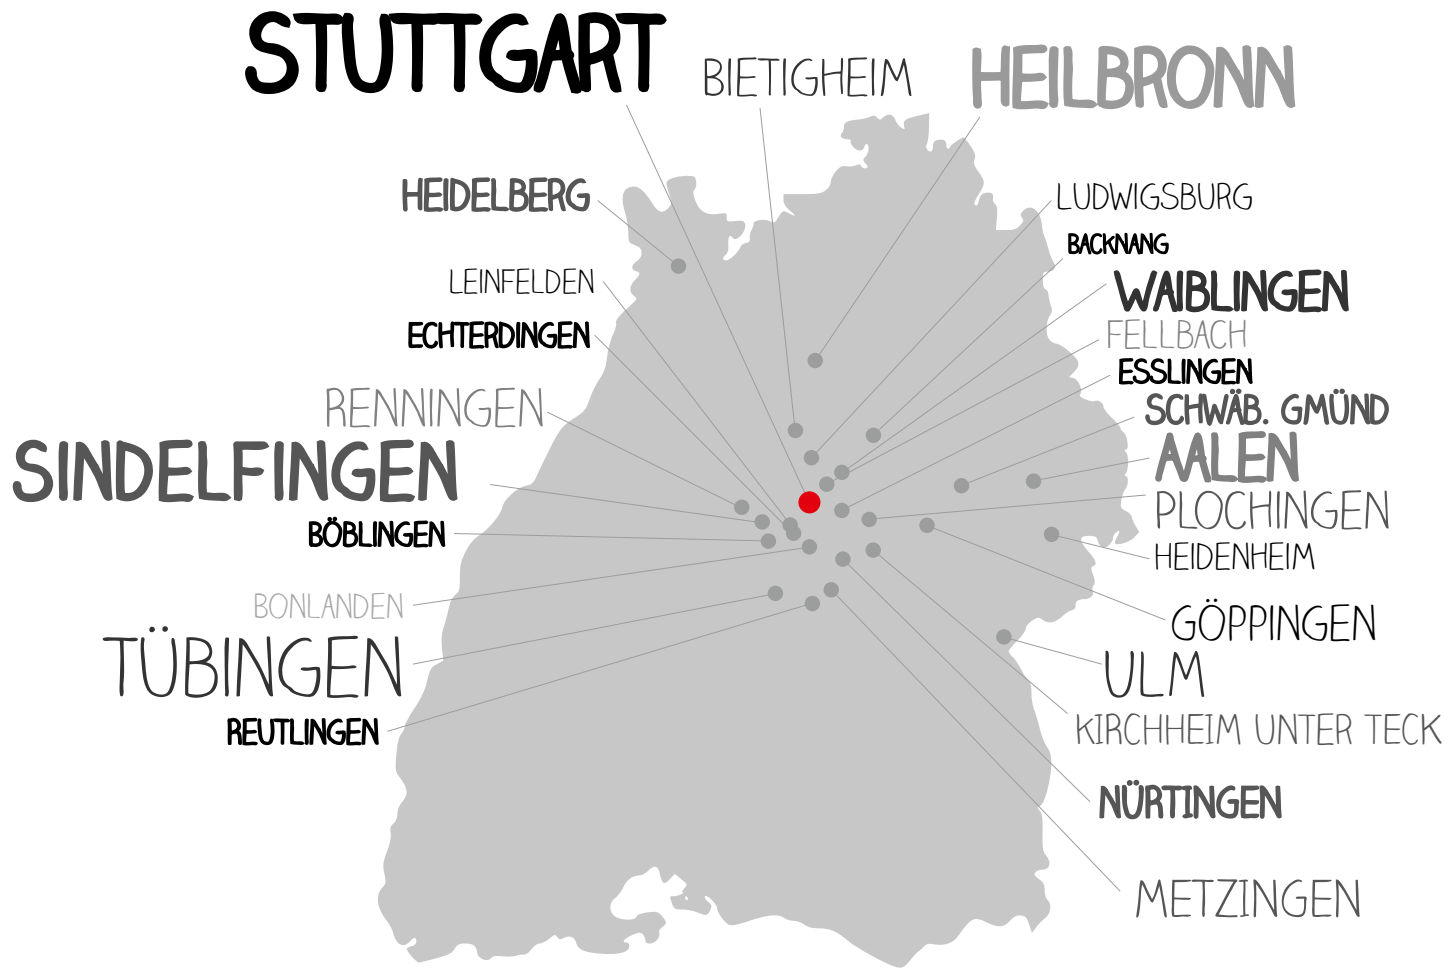 STUTTGART
BIETIGHEIM
HEILBRONN
HEIDELBERG
LUDWIGSBURG
BACKNANG
LEINFELDEN
WAIBLINGEN
ECHTERDINGEN
FELLBACH
ESSLINGEN
RENNINGEN
SCHWÄB. GMÜND
SINDELFINGEN
AALEN
PLOCHINGEN
BÖBLINGEN
HEIDENHEIM
BONLANDEN
GÖPPINGEN
TÜBINGEN
ULM
REUTLINGEN
KIRCHHEIM UNTER TECK
NÜRTINGEN
METZINGEN